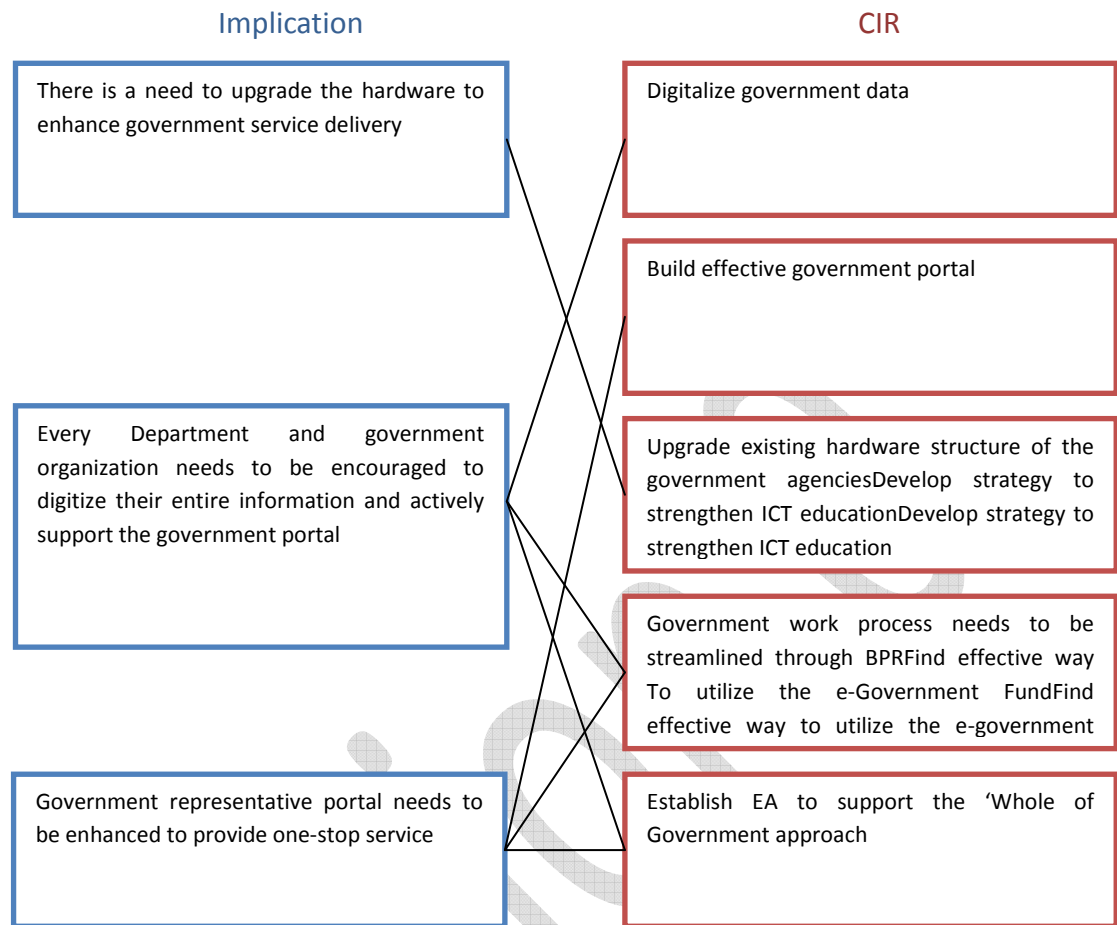 Implication
CIR
There is a need to upgrade the hardware to
enhance government service delivery
Digitalize government data
Build effective government portal
Every Department and government
organization needs to be encouraged to
digitize their entire information and actively
support the government portal
Upgrade existing hardware structure of the
government agenciesDevelop strategy to
strengthen ICT educationDevelop strategy to
strengthen ICT education
Government work process needs to be
streamlined through BPRFind effective way
To utilize the e-Government FundFind
effective way to utilize the e-government
Government representative portal needs to
be enhanced to provide one-stop service
Establish EA to support the ‘Whole of
Government approach